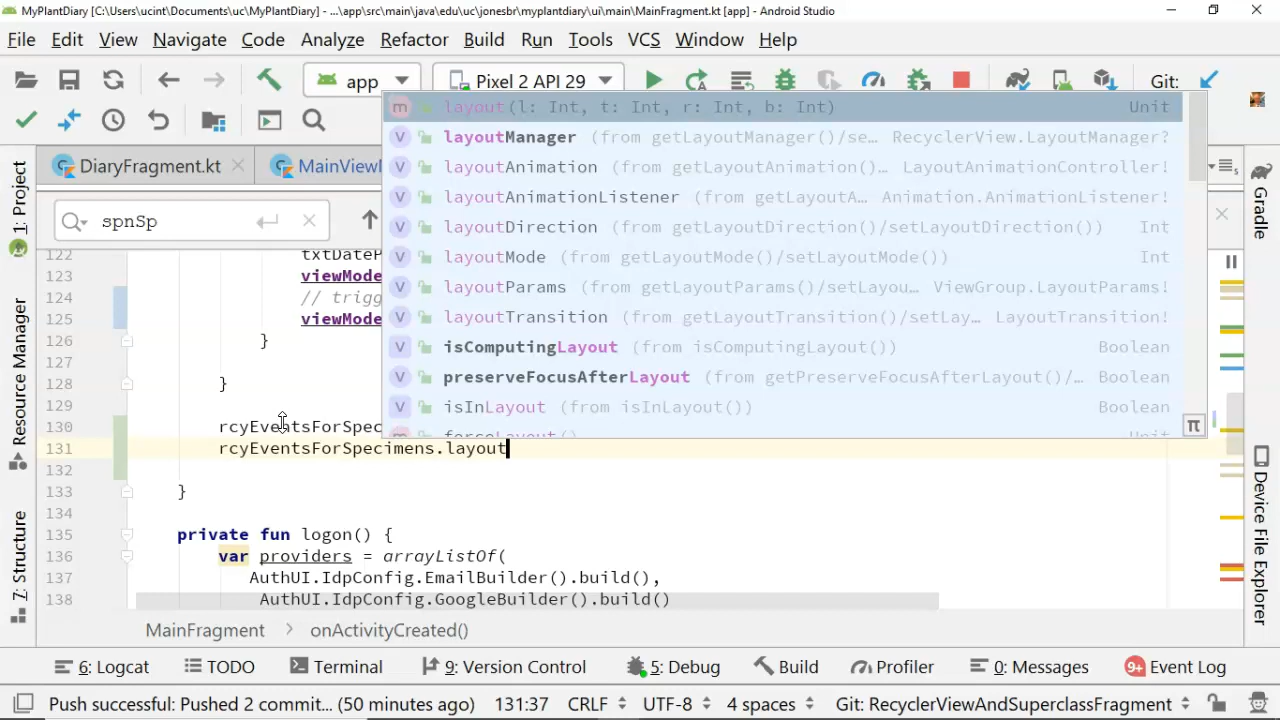 MyPlantDiary [C:\Users\ucint\Documents\uc\MyPlantDiary] - ...\app\src\main\java\edu\uc\jonesbr\myplantdiary\ui\main\MainFragment.kt [app] - Android Studio
File Edit View Navigate Code Analyze Refactor Build Run Tools VCS Window Help
app Pixel 2 API 29 Git:
layout(l: Int, t: Int, r: Int, b: Int) Unit
layoutManager (from getLayoutManager()/se… RecyclerView.LayoutManager?
DiaryFragment.kt MainViewM
layoutAnimation (from getLayoutAnimation()… LayoutAnimationController!
layoutAnimationListener (from getLayoutA… Animation.AnimationListener!
spnSp
layoutDirection (from getLayoutDirection()/setLayoutDirection()) Int
122 txtDateP
layoutMode (from getLayoutMode()/setLayoutMode()) Int
123 viewMode
layoutParams (from getLayoutParams()/setLayou… ViewGroup.LayoutParams!
124 // trigg
125 viewMode
layoutTransition (from getLayoutTransition()/setLay… LayoutTransition!
126 }
isComputingLayout (from isComputingLayout()) Boolean
127
preserveFocusAfterLayout (from getPreserveFocusAfterLayout()/… Boolean
128 }
isInLayout (from isInLayout()) Boolean
129
forceLayout() Unit
130 rcyEventsForSpec
π
131 rcyEventsForSpecimens.layout
132
133 }
134
135 private fun logon() {
136 var providers = arrayListOf(
137 AuthUI.IdpConfig.EmailBuilder().build(),
138 AuthUI.IdpConfig.GoogleBuilder().build()
MainFragment › onActivityCreated()
6: Logcat TODO Terminal 9: Version Control 5: Debug Build Profiler 0: Messages 9+ Event Log
Push successful: Pushed 2 commit... (50 minutes ago) 131:37 CRLF UTF-8 4 spaces Git: RecyclerViewAndSuperclassFragment
1: Project
Resource Manager
7: Structure
Gradle
Device File Explorer